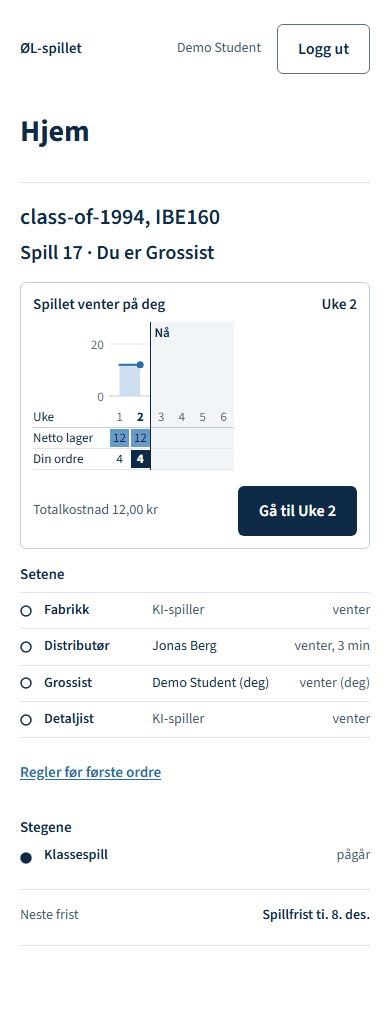 ØL-spillet Demo Student Logg ut
Hjem
class-of-1994, IBE160
Spill 17 · Du er Grossist
Spillet venter på deg Uke 2
Nå
20
0
Uke 1 2 3 4 5 6
Netto lager 12 12
Din ordre 4 4
Totalkostnad 12,00 kr Gå til Uke 2
Setene
Fabrikk KI-spiller venter
Distributør Jonas Berg venter, 3 min
Grossist Demo Student (deg) venter (deg)
Detaljist KI-spiller venter
Regler før første ordre
Stegene
Klassespill pågår
Neste frist Spillfrist ti. 8. des.